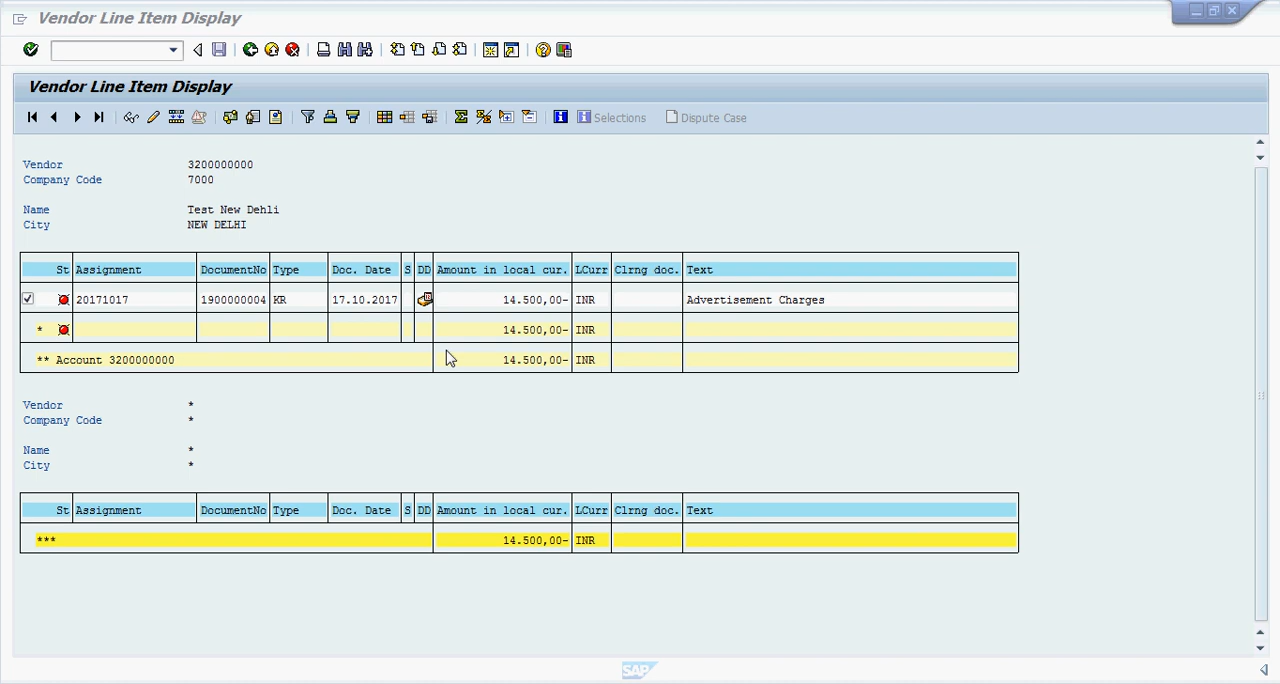 Vendor Line Item Display
Vendor Line Item Display
Selections Dispute Case
Vendor 3200000000
Company Code 7000
Name Test New Dehli
City NEW DELHI
St Assignment DocumentNo Type Doc. Date S DD Amount in local cur. LCurr Clrng doc. Text
20171017 1900000004 KR 17.10.2017 14.500,00- INR Advertisement Charges
* 14.500,00- INR
** Account 3200000000 14.500,00- INR
Vendor *
Company Code *
Name *
City *
St Assignment DocumentNo Type Doc. Date S DD Amount in local cur. LCurr Clrng doc. Text
*** 14.500,00- INR
SAP